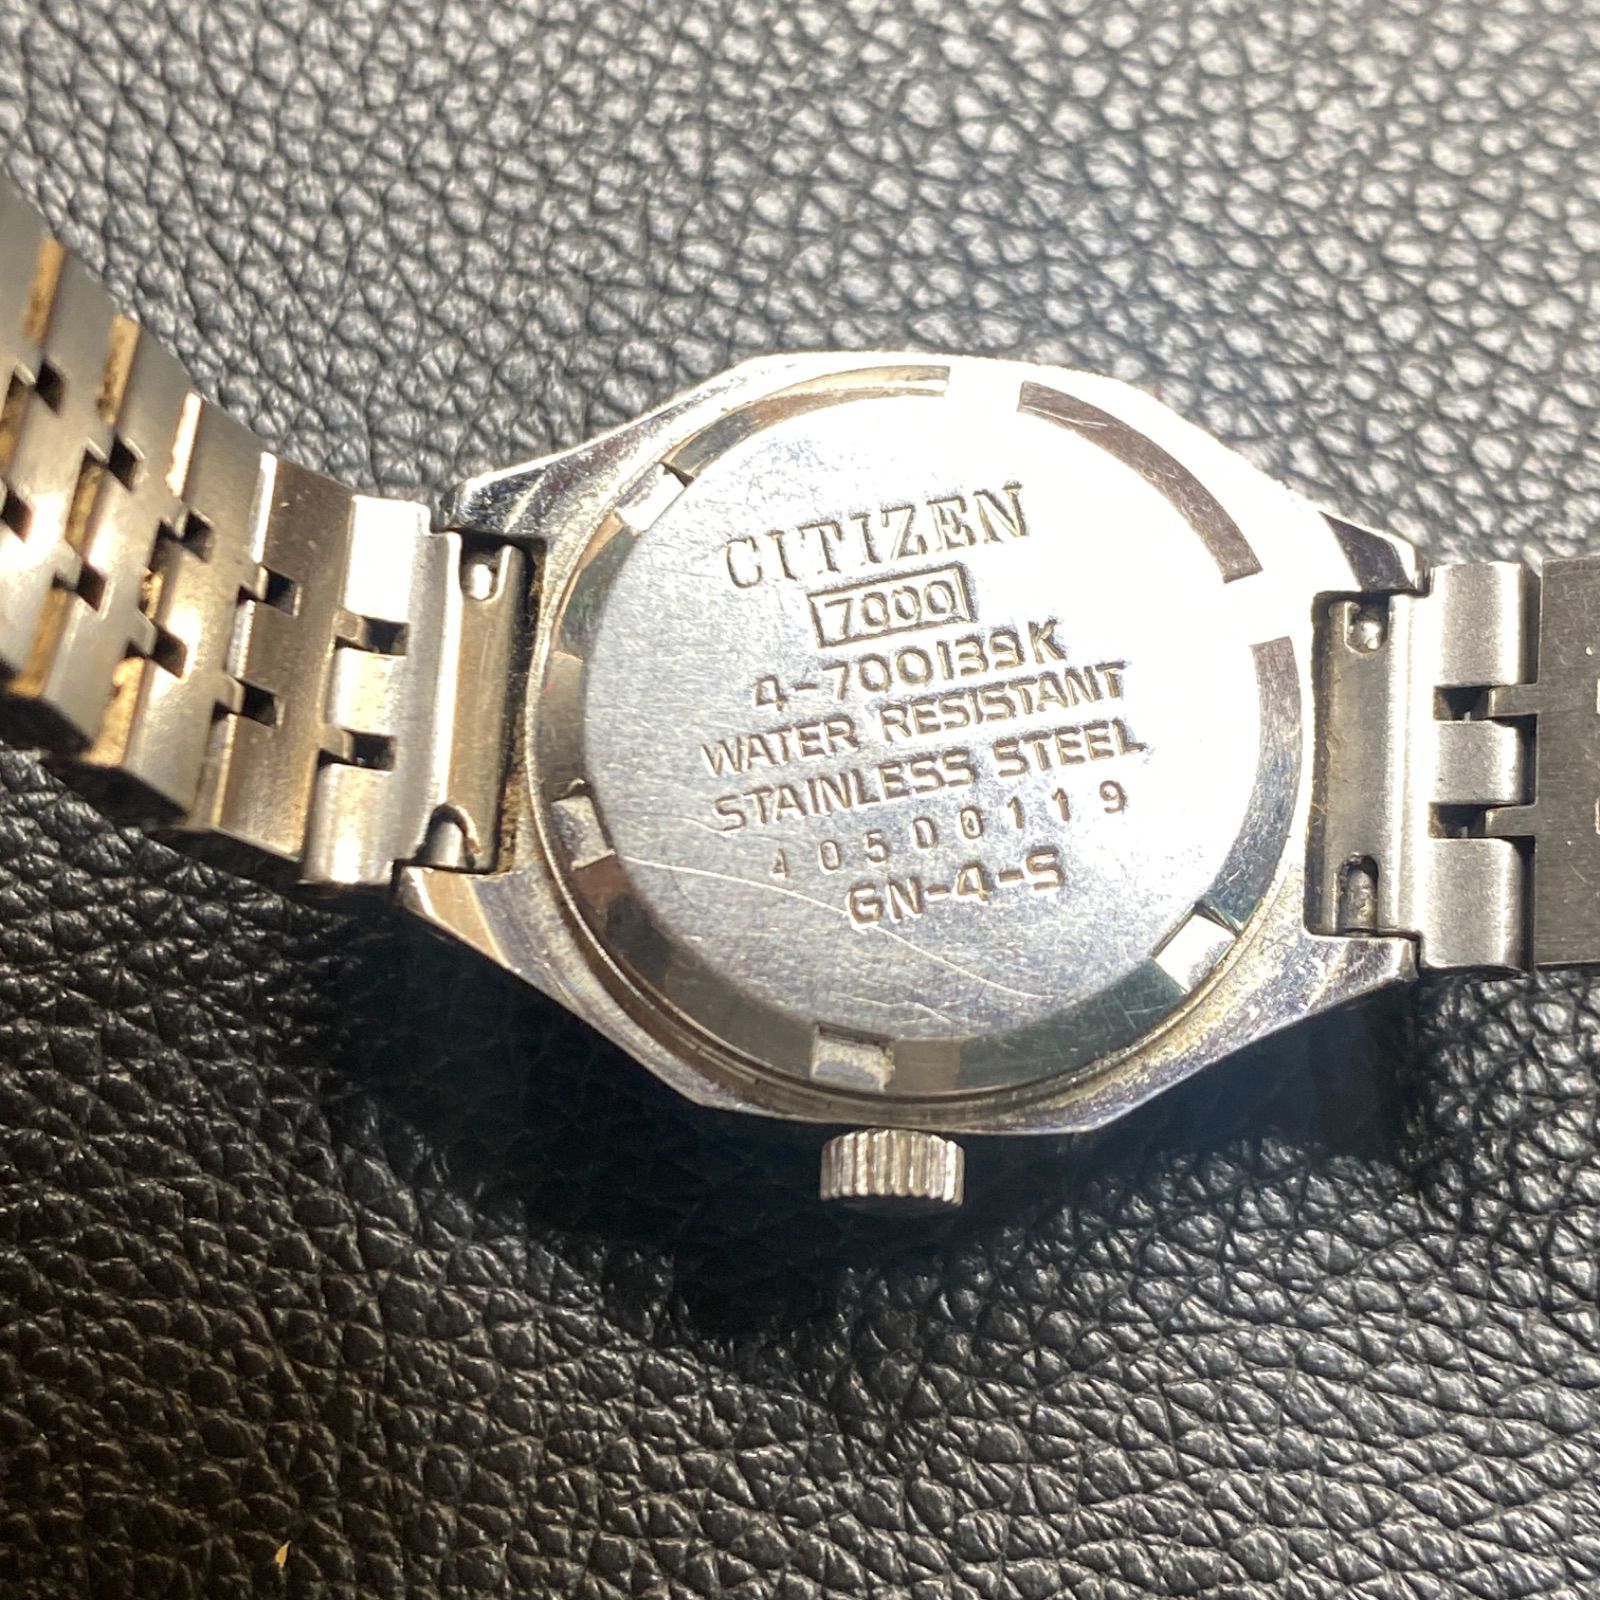 CITIZEN
7000
4-700139K
WATER RESISTANT
STAINLESS STEEL
40500119
GN-4-S